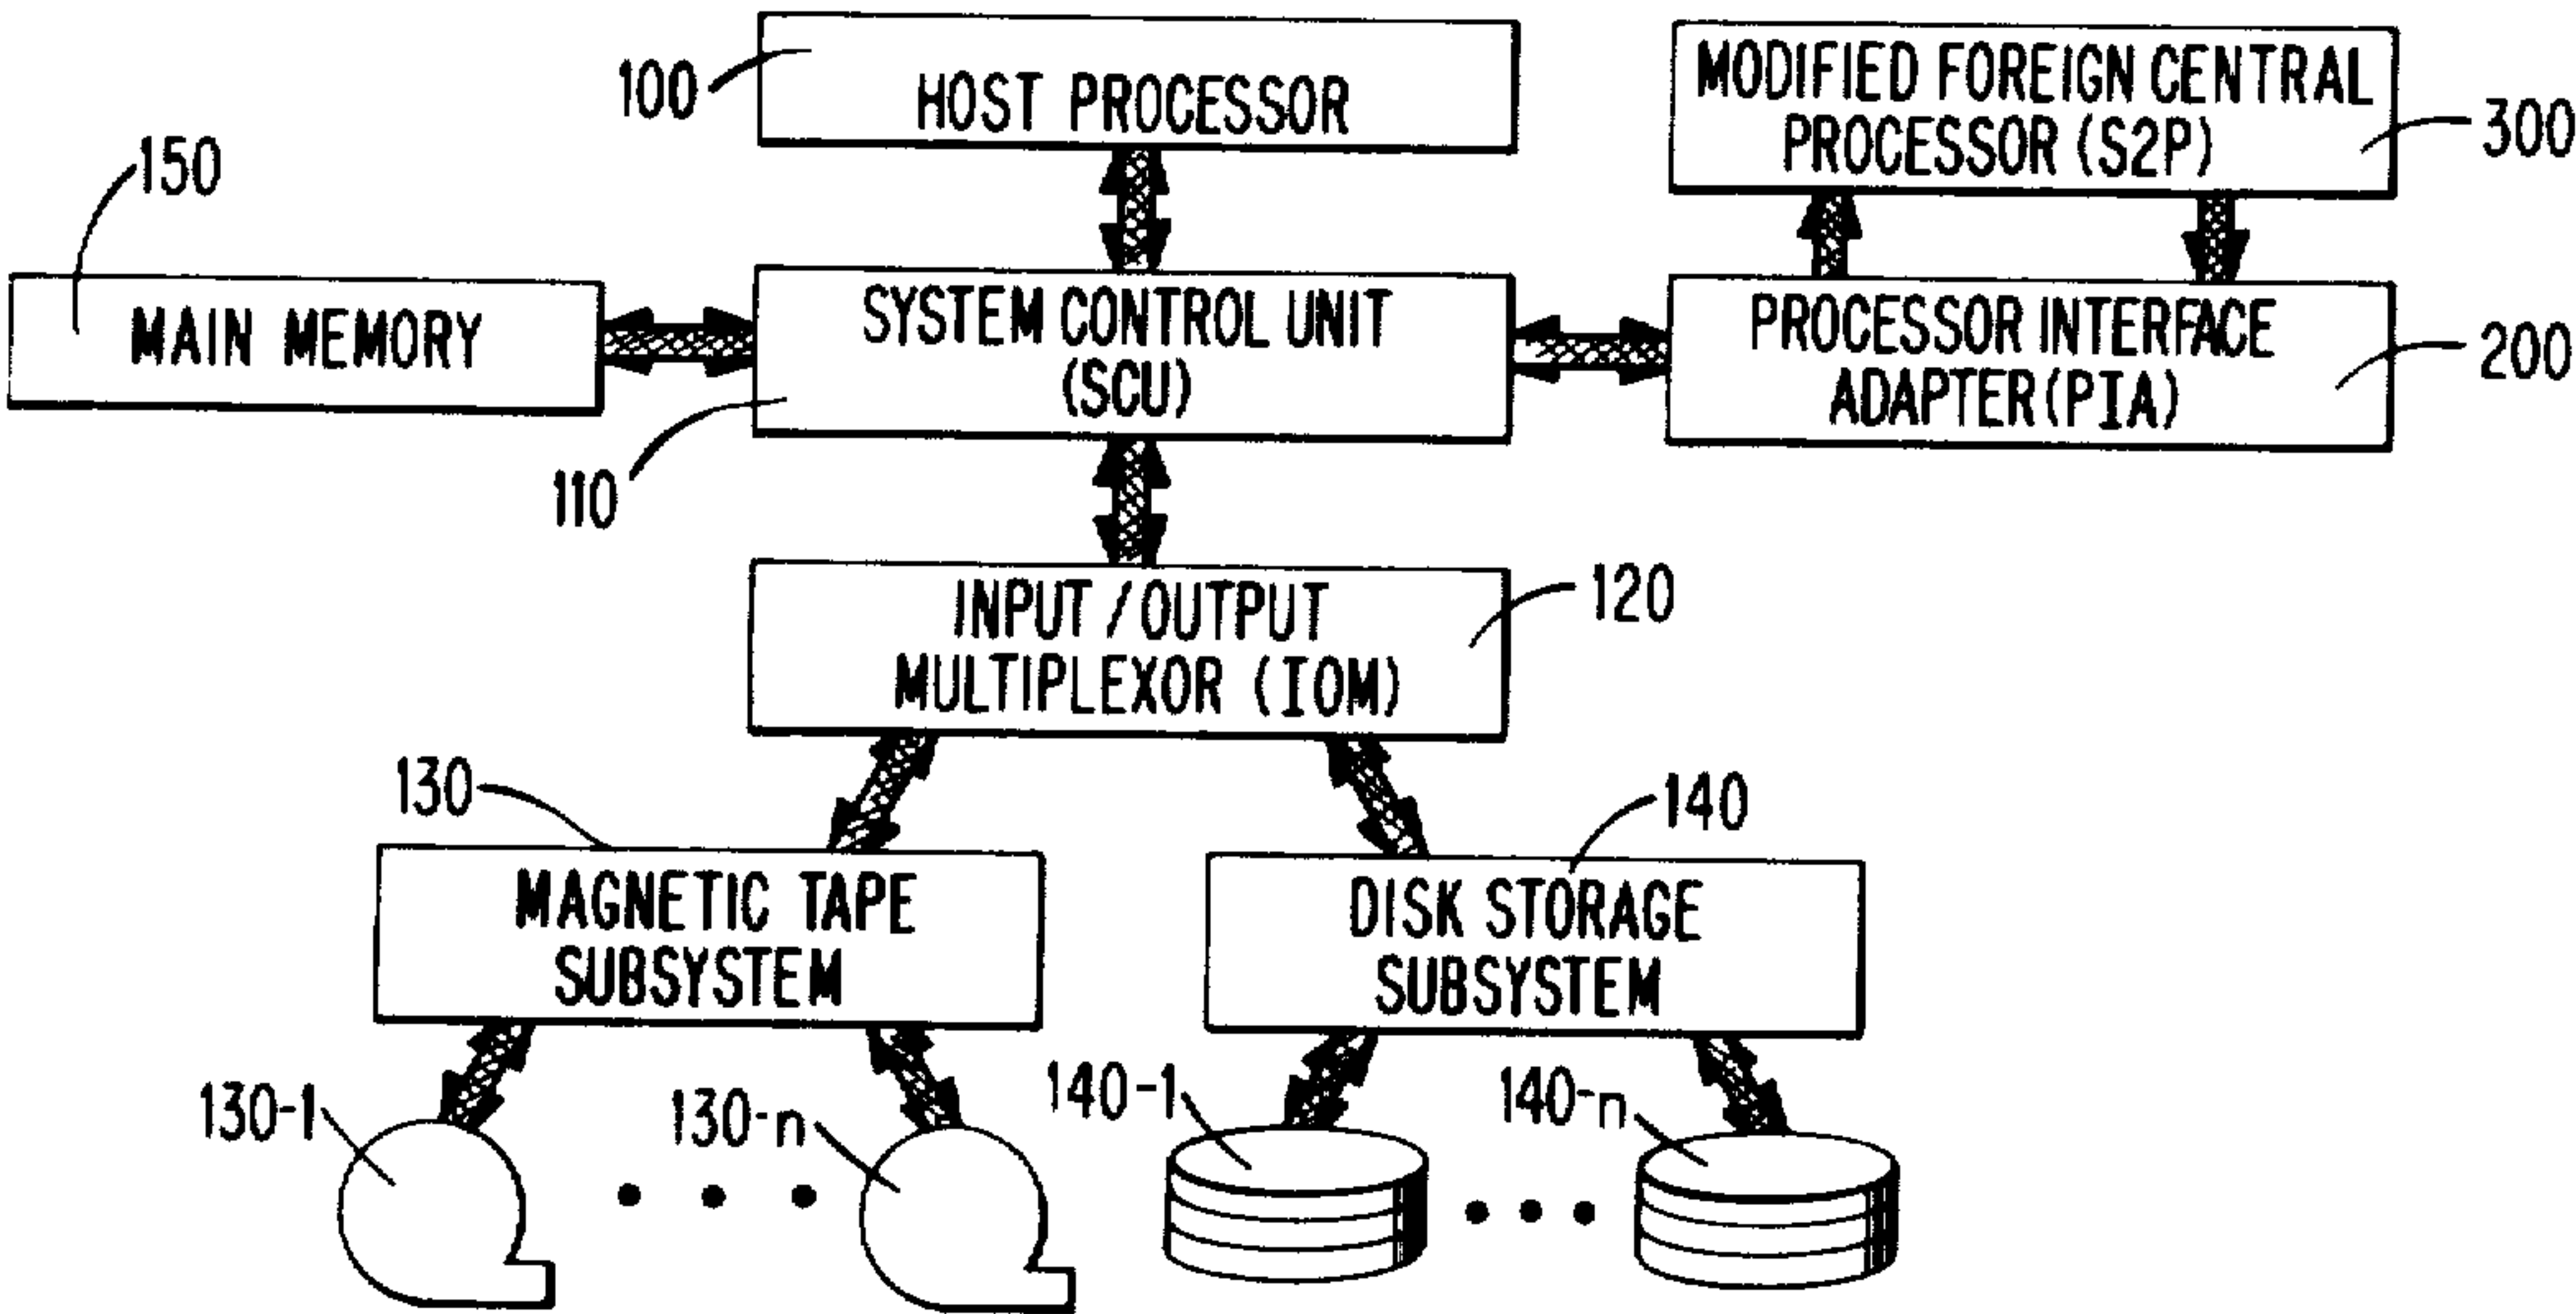 100
HOST PROCESSOR
MODIFIED FOREIGN CENTRAL
PROCESSOR (S2P)
300
150
MAIN MEMORY
SYSTEM CONTROL UNIT
(SCU)
110
PROCESSOR INTERFACE
ADAPTER (PIA)
200
INPUT / OUTPUT
MULTIPLEXOR (IOM)
120
130
MAGNETIC TAPE
SUBSYSTEM
140
DISK STORAGE
SUBSYSTEM
130-1
130-n
140-1
140-n